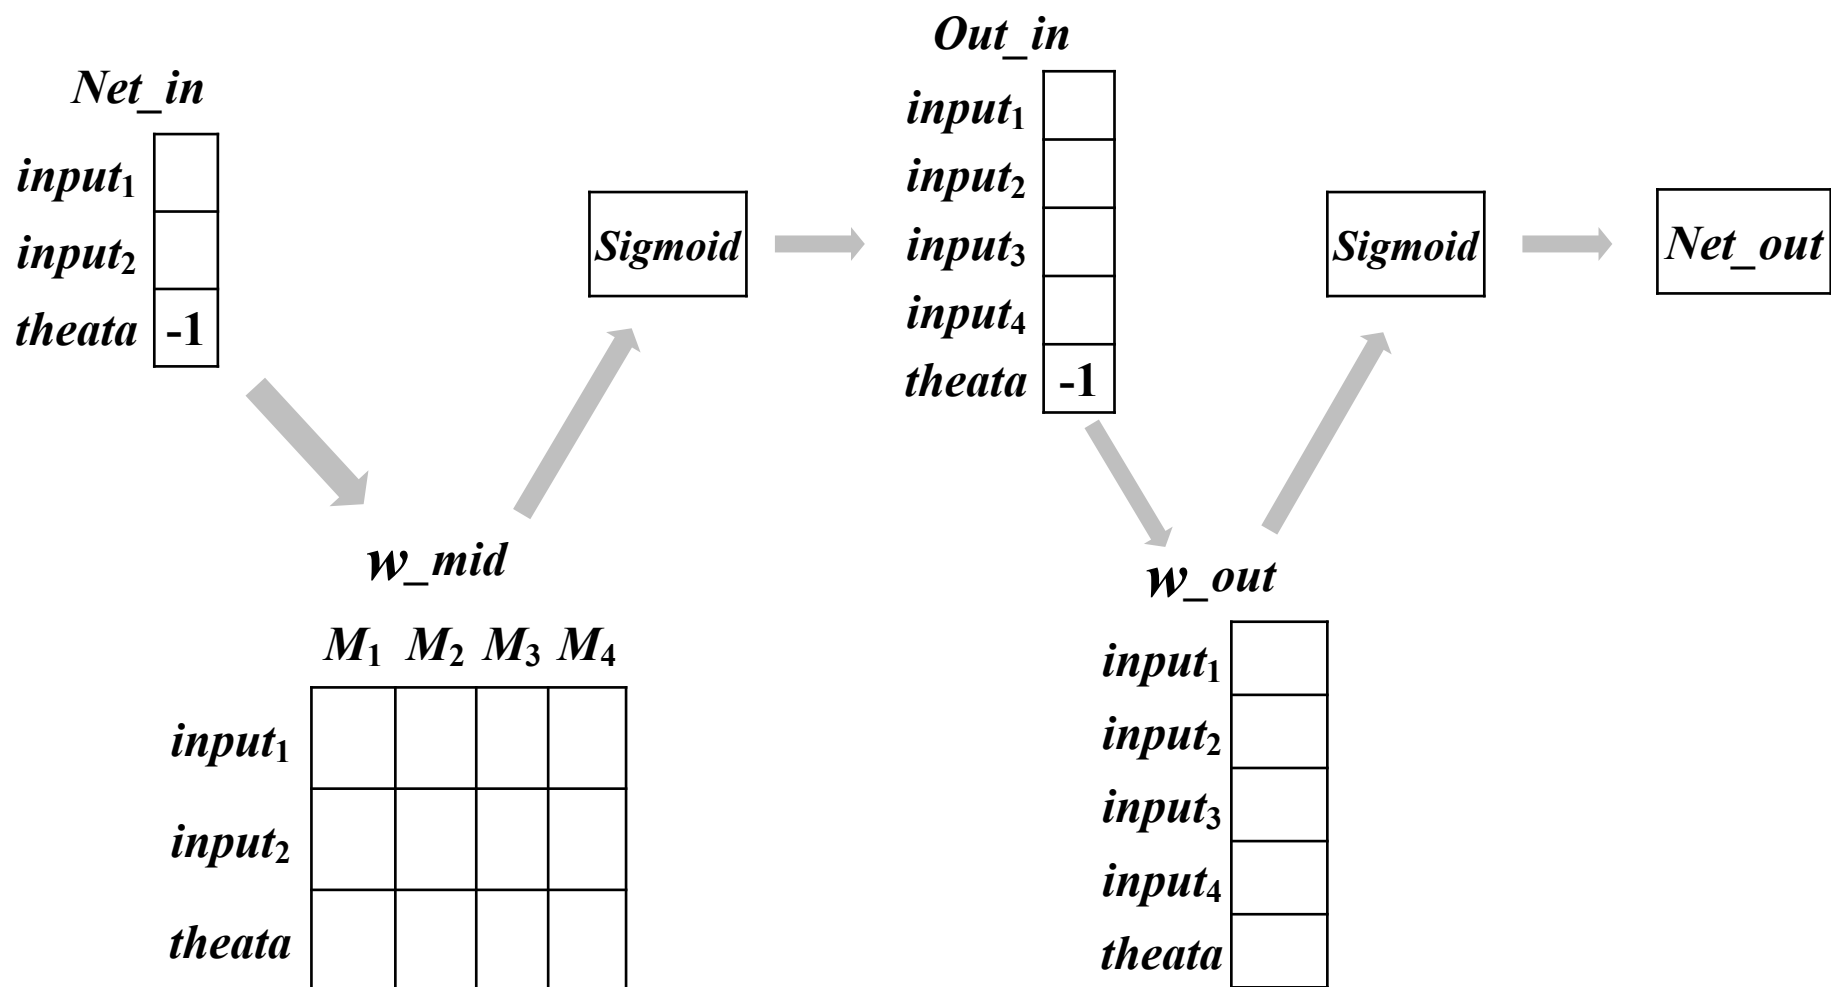 Out_in
Net_in
input₁
input₂
theata -1
Sigmoid
input₁
input₂
input₃
input₄
theata -1
Sigmoid
Net_out
w_mid
M₁ M₂ M₃ M₄
input₁
input₂
theata
w_out
input₁
input₂
input₃
input₄
theata